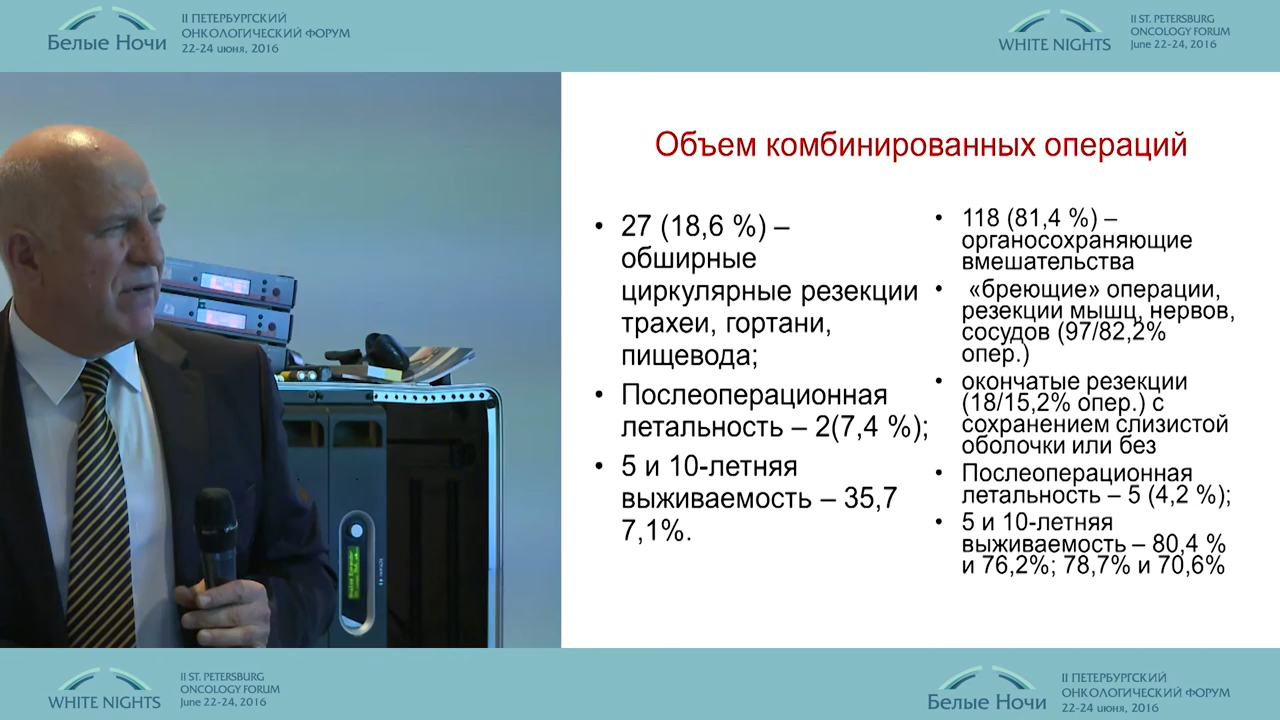 Белые Ночи
II ПЕТЕРБУРГСКИЙ
ОНКОЛОГИЧЕСКИЙ ФОРУМ
22-24 июня, 2016
WHITE NIGHTS
II ST. PETERSBURG
ONCOLOGY FORUM
June 22-24, 2016
Объем комбинированных операций
• 27 (18,6 %) –
обширные
циркулярные резекции
трахеи, гортани,
пищевода;
• Послеоперационная
летальность – 2(7,4 %);
• 5 и 10-летняя
выживаемость – 35,7
7,1%.
• 118 (81,4 %) –
органосохраняющие
вмешательства
• «бреющие» операции,
резекции мышц, нервов,
сосудов (97/82,2%
опер.)
• окончатые резекции
(18/15,2% опер.) с
сохранением слизистой
оболочки или без
• Послеоперационная
летальность – 5 (4,2 %);
• 5 и 10-летняя
выживаемость – 80,4 %
и 76,2%; 78,7% и 70,6%
WHITE NIGHTS
II ST. PETERSBURG
ONCOLOGY FORUM
June 22-24, 2016
Белые Ночи
II ПЕТЕРБУРГСКИЙ
ОНКОЛОГИЧЕСКИЙ ФОРУМ
22-24 июня, 2016